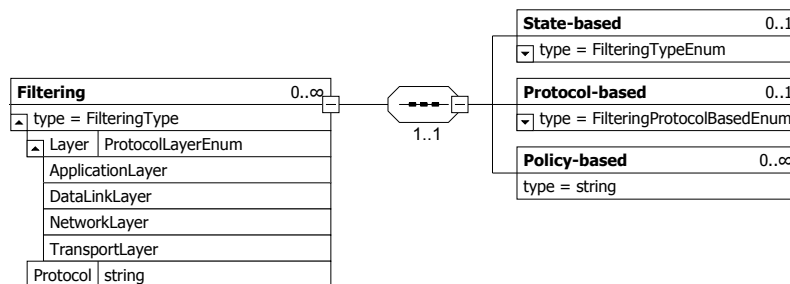 Filtering 0..∞
type = FilteringType
Layer ProtocolLayerEnum
ApplicationLayer
DataLinkLayer
NetworkLayer
TransportLayer
Protocol string
1..1
State-based 0..1
type = FilteringTypeEnum
Protocol-based 0..1
type = FilteringProtocolBasedEnum
Policy-based 0..∞
type = string